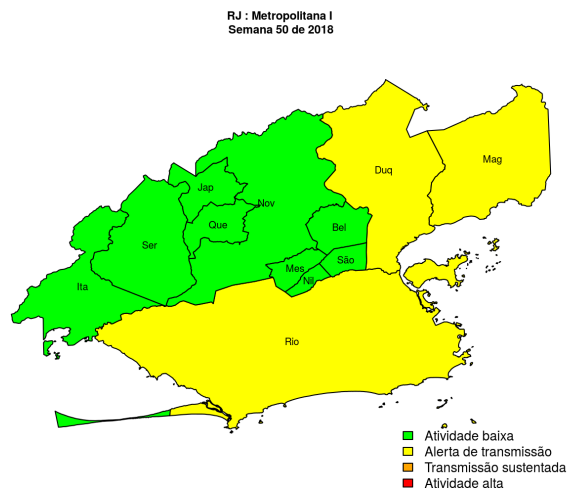 RJ : Metropolitana I
Semana 50 de 2018
Duq
Mag
Jap
Nov
Que
Bel
Ser
São
Mes
Nil
Ita
Rio
Atividade baixa
Alerta de transmissão
Transmissão sustentada
Atividade alta